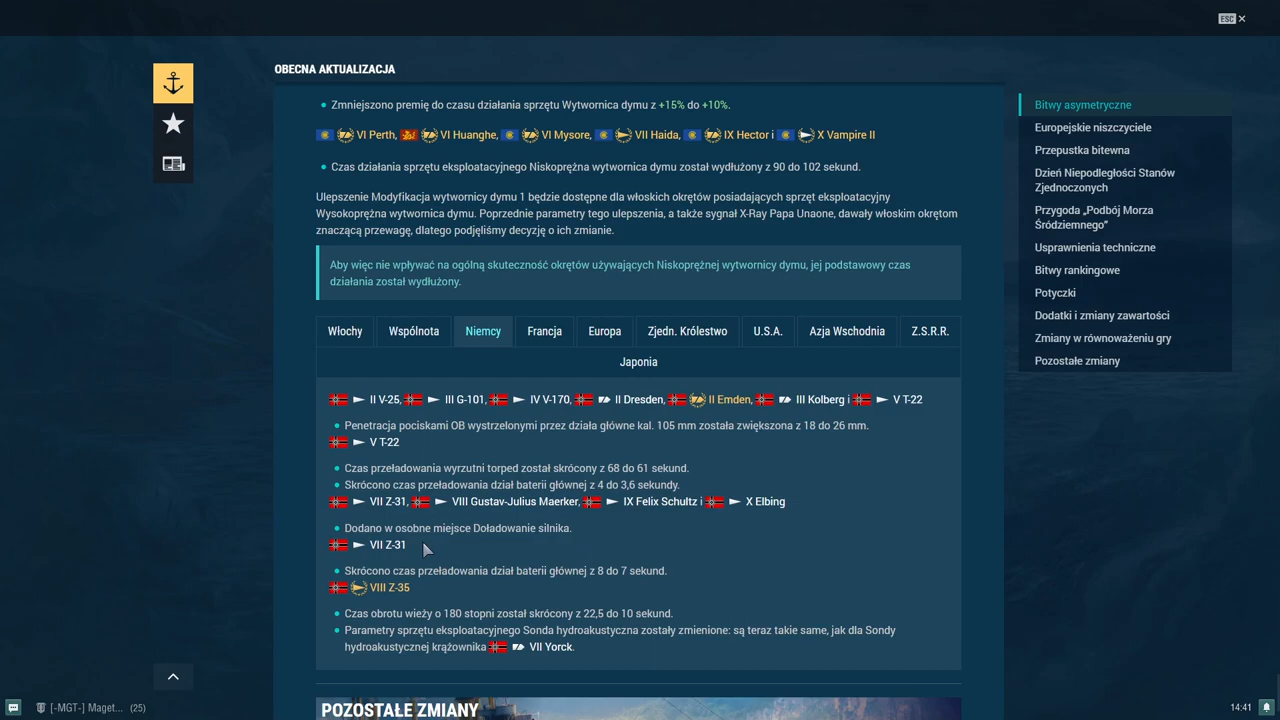 ESC ×
OBECNA AKTUALIZACJA
Zmniejszono premię do czasu działania sprzętu Wytwornica dymu z +15% do +10%.
VI Perth, VI Huanghe, VI Mysore, VII Haida, IX Hector i X Vampire II
Czas działania sprzętu eksploatacyjnego Niskoprężna wytwornica dymu został wydłużony z 90 do 102 sekund.
Ulepszenie Modyfikacja wytwornicy dymu 1 będzie dostępne dla włoskich okrętów posiadających sprzęt eksploatacyjny
Wysokoprężna wytwornica dymu. Poprzednie parametry tego ulepszenia, a także sygnał X-Ray Papa Unaone, dawały włoskim okrętom
znaczącą przewagę, dlatego podjęliśmy decyzję o ich zmianie.
Aby więc nie wpływać na ogólną skuteczność okrętów używających Niskoprężnej wytwornicy dymu, jej podstawowy czas
działania został wydłużony.
Włochy Wspólnota Niemcy Francja Europa Zjedn. Królestwo U.S.A. Azja Wschodnia Z.S.R.R.
Japonia
II V-25, III G-101, IV V-170, II Dresden, II Emden, III Kolberg i V T-22
Penetracja pociskami OB wystrzelonymi przez działa główne kal. 105 mm została zwiększona z 18 do 26 mm.
V T-22
Czas przeładowania wyrzutni torped został skrócony z 68 do 61 sekund.
Skrócono czas przeładowania dział baterii głównej z 4 do 3,6 sekundy.
VII Z-31, VIII Gustav-Julius Maerker, IX Felix Schultz i X Elbing
Dodano w osobne miejsce Doładowanie silnika.
VII Z-31
Skrócono czas przeładowania dział baterii głównej z 8 do 7 sekund.
VIII Z-35
Czas obrotu wieży o 180 stopni został skrócony z 22,5 do 10 sekund.
Parametry sprzętu eksploatacyjnego Sonda hydroakustyczna zostały zmienione: są teraz takie same, jak dla Sondy
hydroakustycznej krążownika VII Yorck.
POZOSTAŁE ZMIANY
Bitwy asymetryczne
Europejskie niszczyciele
Przepustka bitewna
Dzień Niepodległości Stanów
Zjednoczonych
Przygoda „Podbój Morza
Śródziemnego”
Usprawnienia techniczne
Bitwy rankingowe
Potyczki
Dodatki i zmiany zawartości
Zmiany w równoważeniu gry
Pozostałe zmiany
[-MGT-] Maget... (25)
14:41